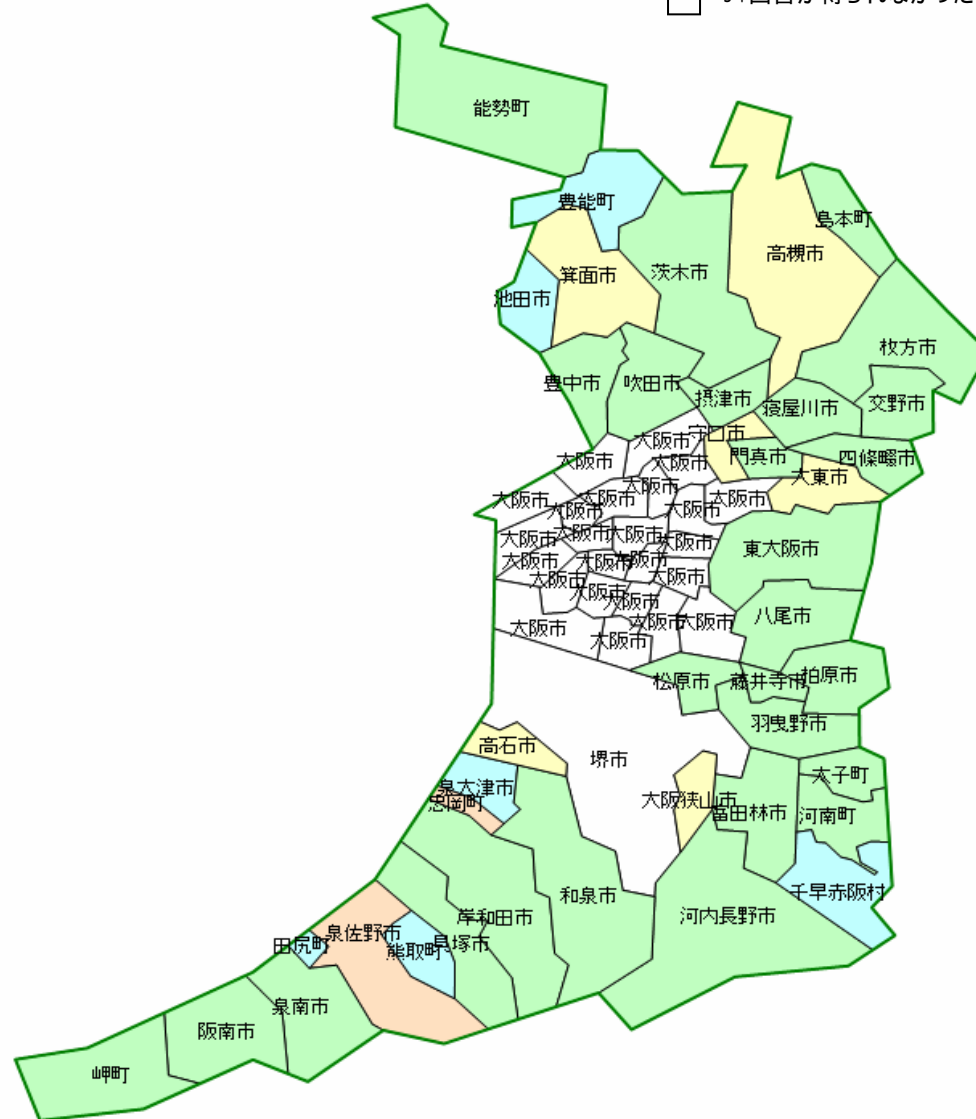 能勢町
豊能町
島本町
高槻市
茨木市
箕面市
池田市
枚方市
豊中市
吹田市
摂津市
寝屋川市
交野市
守口市
大阪市
門真市
四條畷市
大阪市
大阪市
大東市
大阪市
大阪市
大阪市
大阪市
大阪市
大阪市
大阪市
大阪市
大阪市
大阪市
大阪市
東大阪市
大阪市
大阪市
大阪市
大阪市
大阪市
大阪市
大阪市
八尾市
大阪市
大阪市
大阪市
大阪市
松原市
藤井寺市
柏原市
羽曳野市
高石市
堺市
太子町
泉大津市
忠岡町
大阪狭山市
富田林市
河南町
千早赤阪村
和泉市
河内長野市
岸和田市
泉佐野市
貝塚市
田尻町
熊取町
泉南市
阪南市
岬町